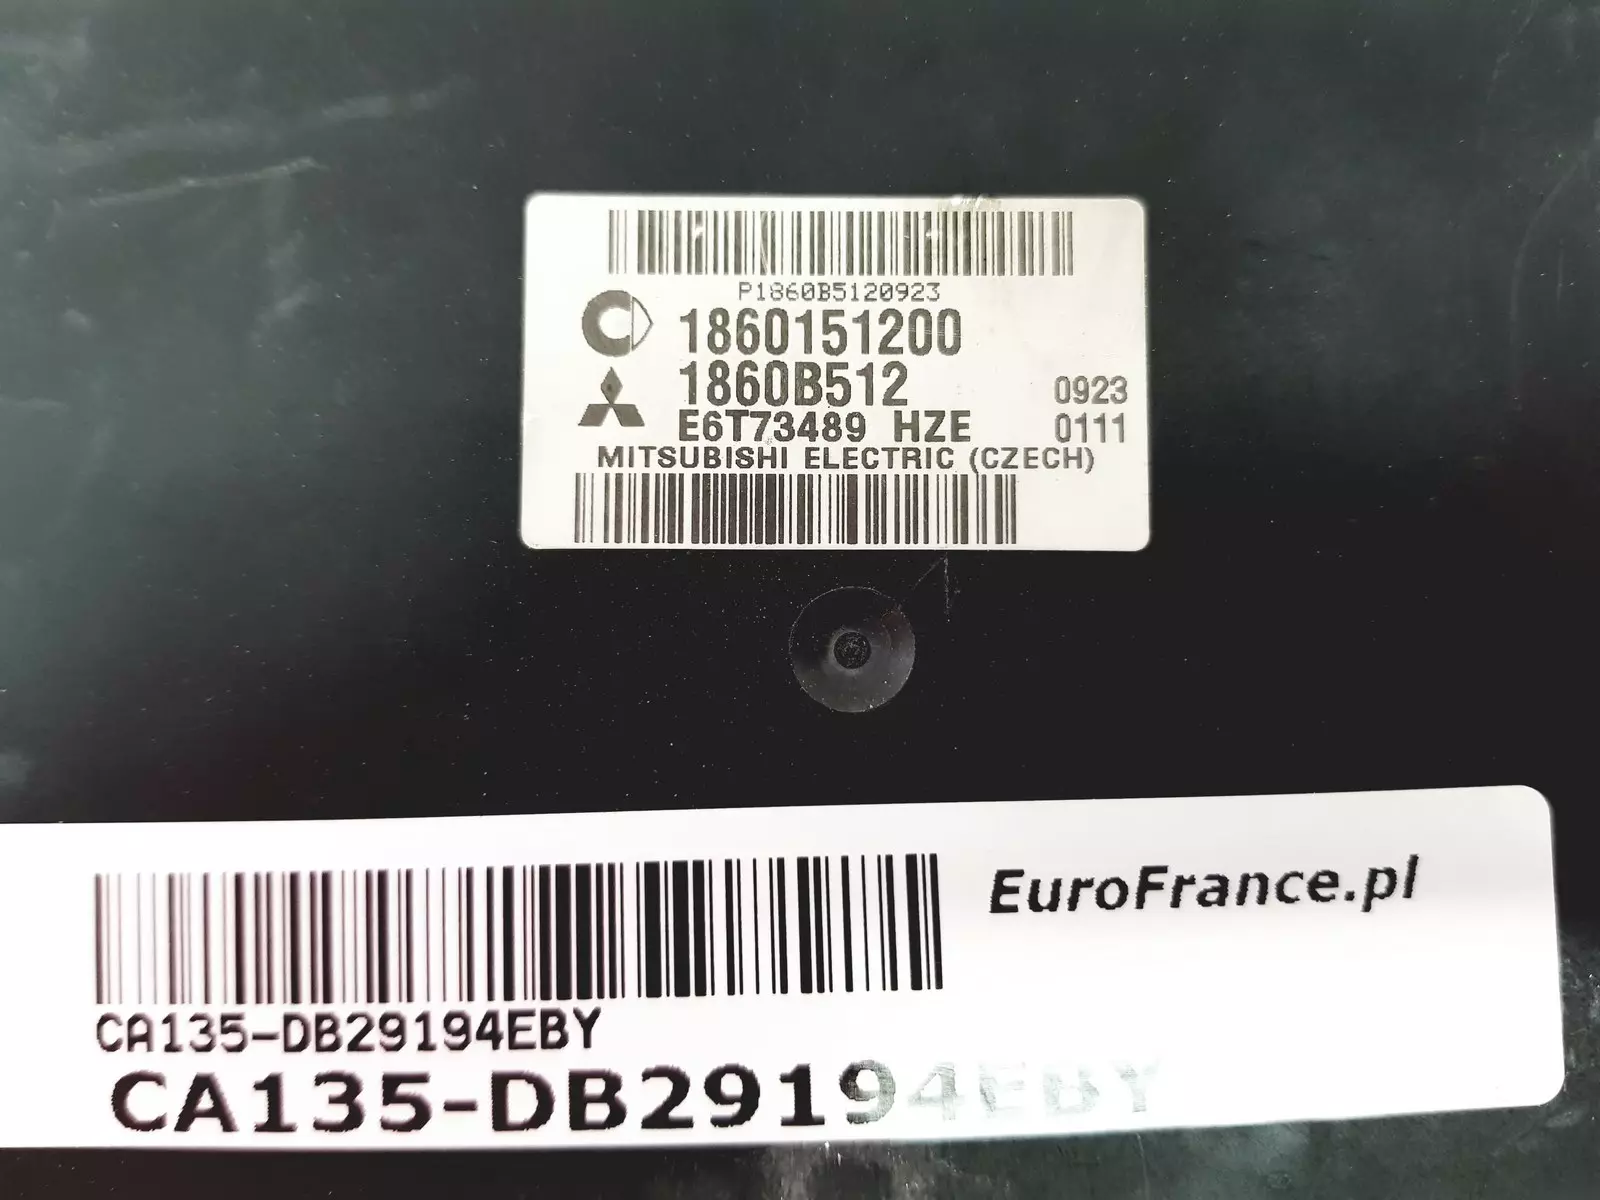 P1860B5120923
1860151200
1860B512 0923
E6T73489 HZE 0111
MITSUBISHI ELECTRIC (CZECH)
EuroFrance.pl
CA135-DB29194EBY
CA135-DB29194EBY